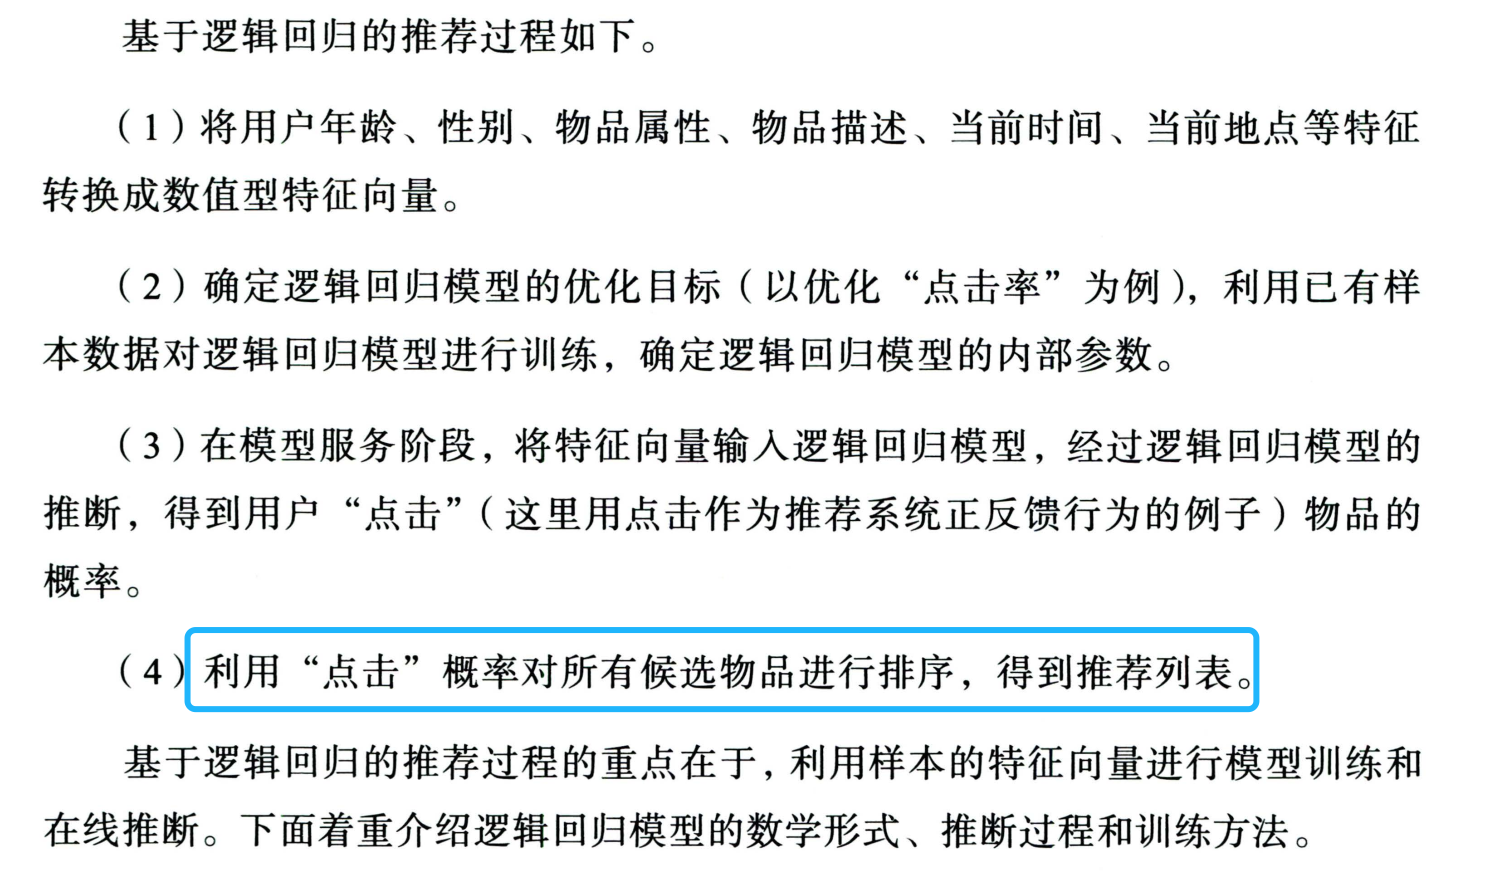 基于逻辑回归的推荐过程如下。
（1）将用户年龄、性别、物品属性、物品描述、当前时间、当前地点等特征
转换成数值型特征向量。
（2）确定逻辑回归模型的优化目标（以优化“点击率”为例），利用已有样
本数据对逻辑回归模型进行训练，确定逻辑回归模型的内部参数。
（3）在模型服务阶段，将特征向量输入逻辑回归模型，经过逻辑回归模型的
推断，得到用户“点击”（这里用点击作为推荐系统正反馈行为的例子）物品的
概率。
（4）利用“点击”概率对所有候选物品进行排序，得到推荐列表。
基于逻辑回归的推荐过程的重点在于，利用样本的特征向量进行模型训练和
在线推断。下面着重介绍逻辑回归模型的数学形式、推断过程和训练方法。